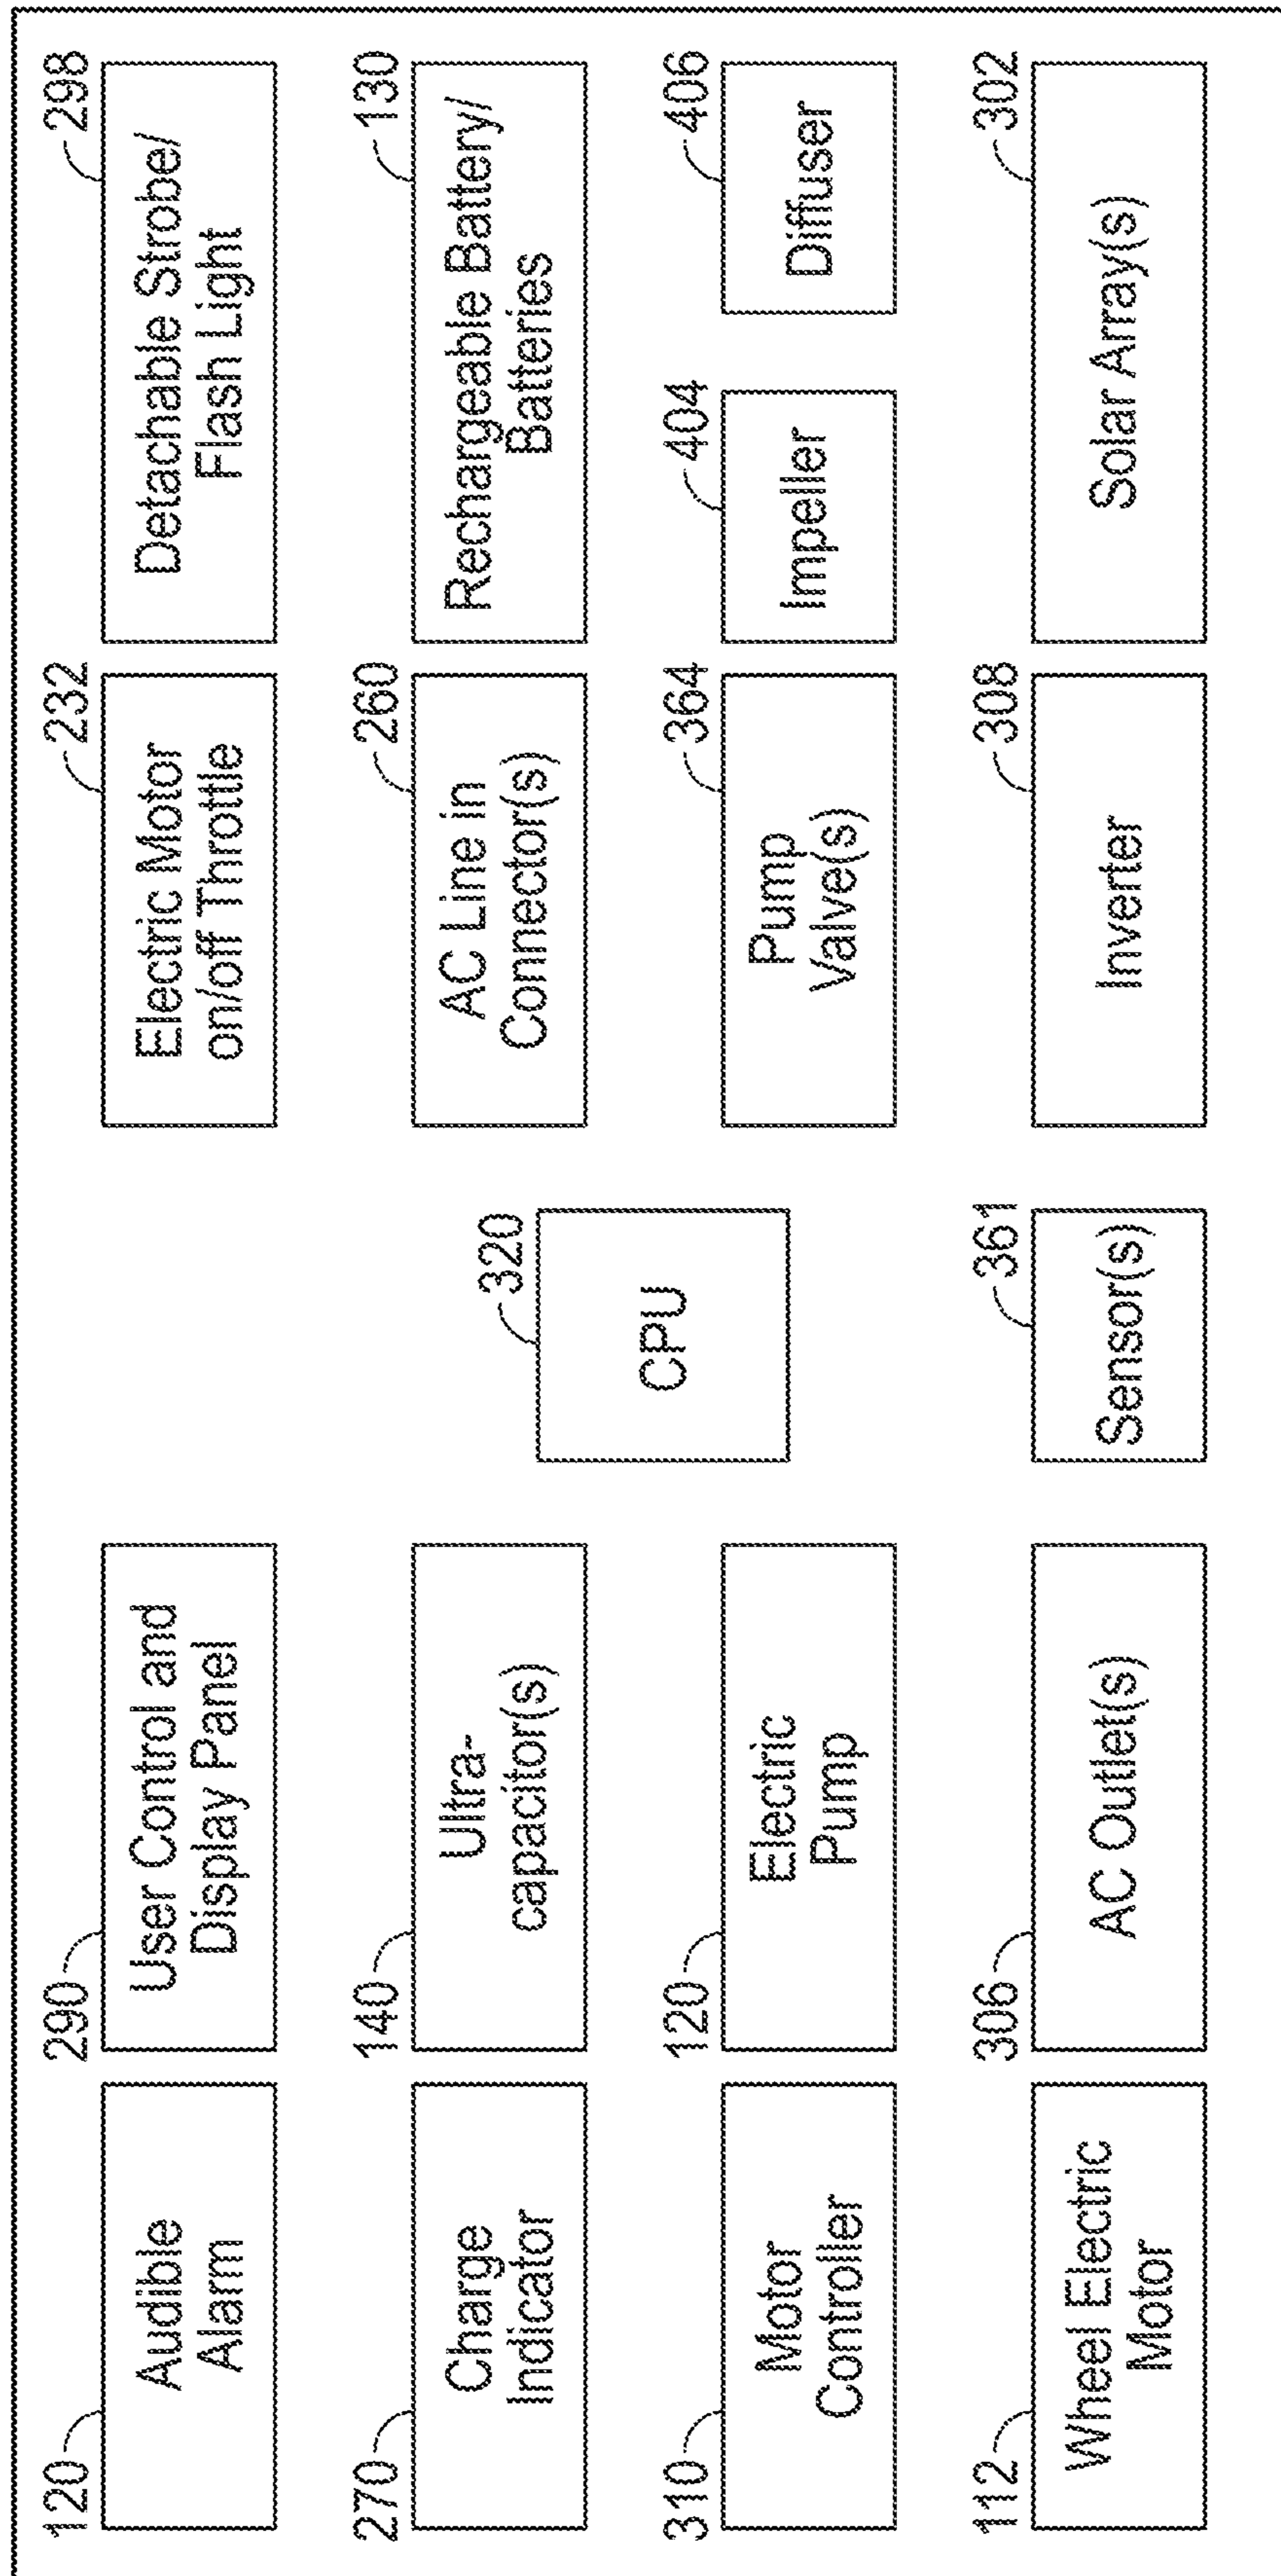 120
Audible
Alarm
290
User Control and
Display Panel
232
Electric Motor
on/off Throttle
298
Detachable Strobe/
Flash Light
270
Charge
Indicator
140
Ultra-
capacitor(s)
320
CPU
260
AC Line in
Connector(s)
130
Rechargeable Battery/
Batteries
310
Motor
Controller
120
Electric
Pump
364
Pump
Valve(s)
404
Impeller
406
Diffuser
112
Wheel Electric
Motor
306
AC Outlet(s)
361
Sensor(s)
308
Inverter
302
Solar Array(s)